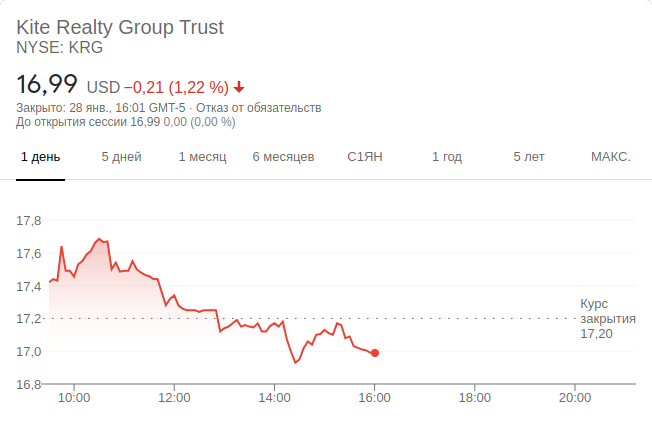 Kite Realty Group Trust
NYSE: KRG
16,99 USD −0,21 (1,22 %)
Закрыто: 28 янв., 16:01 GMT-5 · Отказ от обязательств
До открытия сессии 16,99 0,00 (0,00 %)
1 день 5 дней 1 месяц 6 месяцев С1ЯН 1 год 5 лет МАКС.
17,8
17,6
17,4
17,2
17,0
16,8
Курс
закрытия
17,20
10:00 12:00 14:00 16:00 18:00 20:00